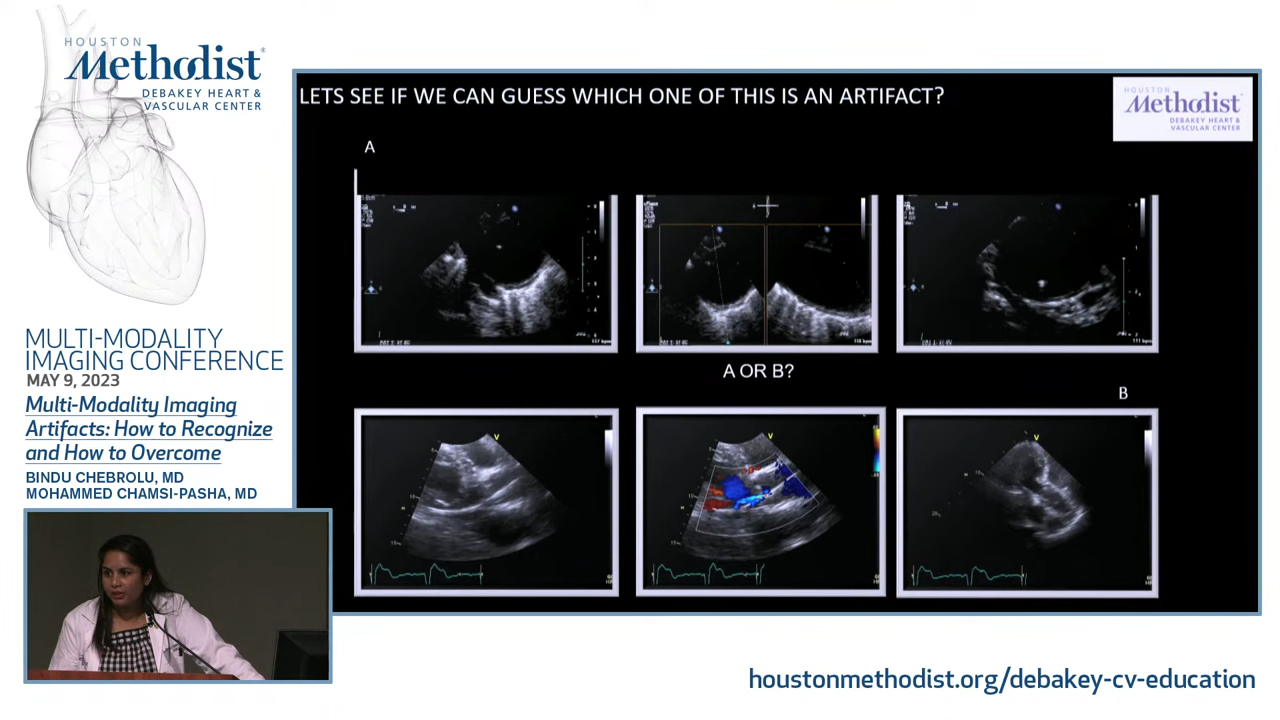 HOUSTON
Methodist
DEBAKEY HEART &
VASCULAR CENTER
MULTI-MODALITY
IMAGING CONFERENCE
MAY 9, 2023
Multi-Modality Imaging
Artifacts: How to Recognize
and How to Overcome
BINDU CHEBROLU, MD
MOHAMMED CHAMSI-PASHA, MD
LETS SEE IF WE CAN GUESS WHICH ONE OF THIS IS AN ARTIFACT?
HOUSTON
Methodist
DEBAKEY HEART &
VASCULAR CENTER
A
A OR B?
B
V
V
V
houstonmethodist.org/debakey-cv-education